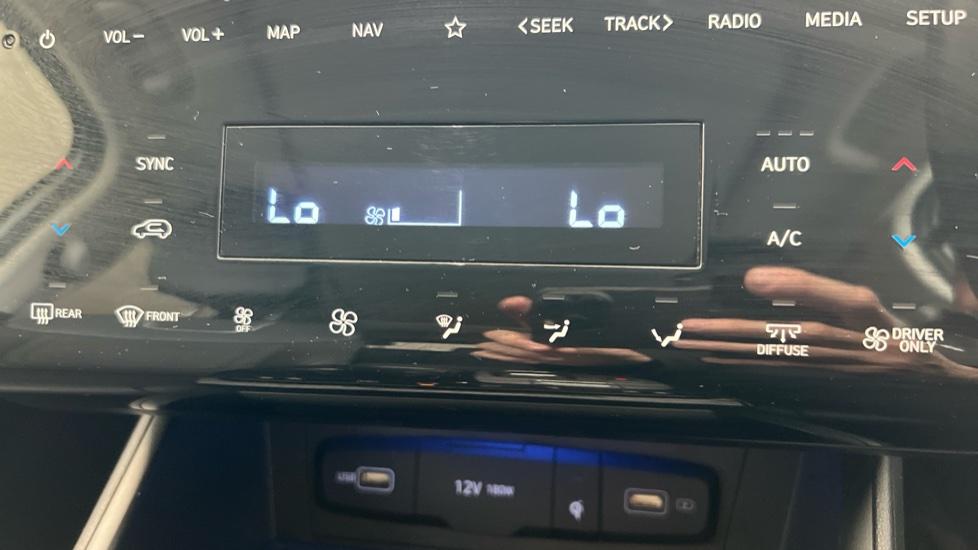 VOL− VOL+ MAP NAV <SEEK TRACK> RADIO MEDIA SETUP
SYNC AUTO
Lo Lo
A/C
REAR FRONT OFF DIFFUSE DRIVER ONLY
12V 180W